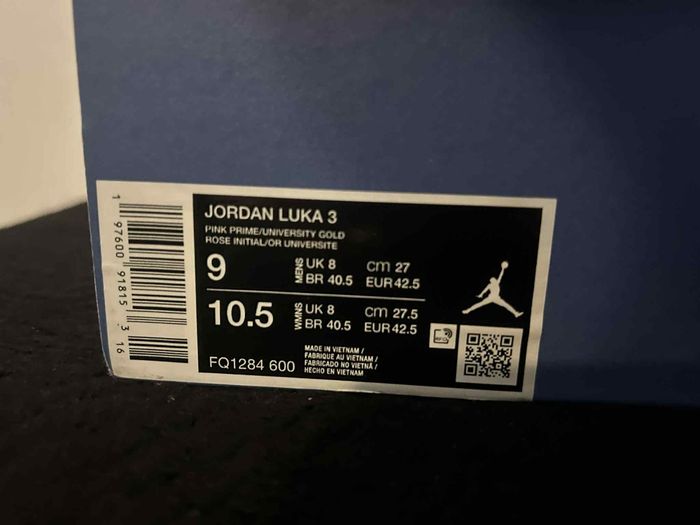 1 97600 91815 3 16
JORDAN LUKA 3
PINK PRIME/UNIVERSITY GOLD
ROSE INITIAL/OR UNIVERSITE
9 MENS UK 8 cm 27
BR 40.5 EUR 42.5
10.5 WMNS UK 8 cm 27.5
BR 40.5 EUR 42.5
FQ1284 600
MADE IN VIETNAM /
FABRIQUÉ AU VIETNAM /
FABRICADO NO VIETNÃ /
HECHO EN VIETNAM